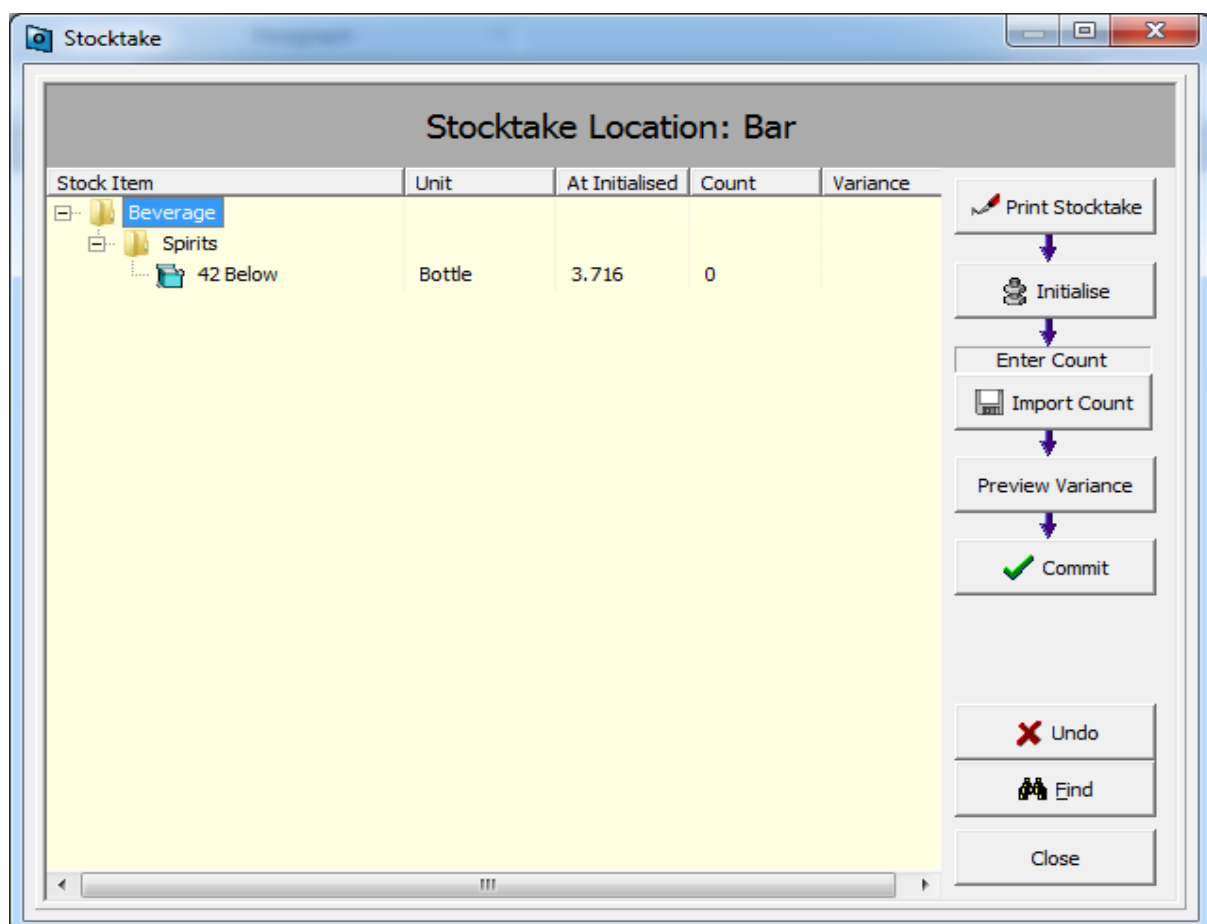 Stocktake
Stocktake Location: Bar
Stock Item Unit At Initialised Count Variance
Beverage
Spirits
42 Below Bottle 3.716 0
Print Stocktake
Initialise
Enter Count
Import Count
Preview Variance
Commit
Undo
Find
Close